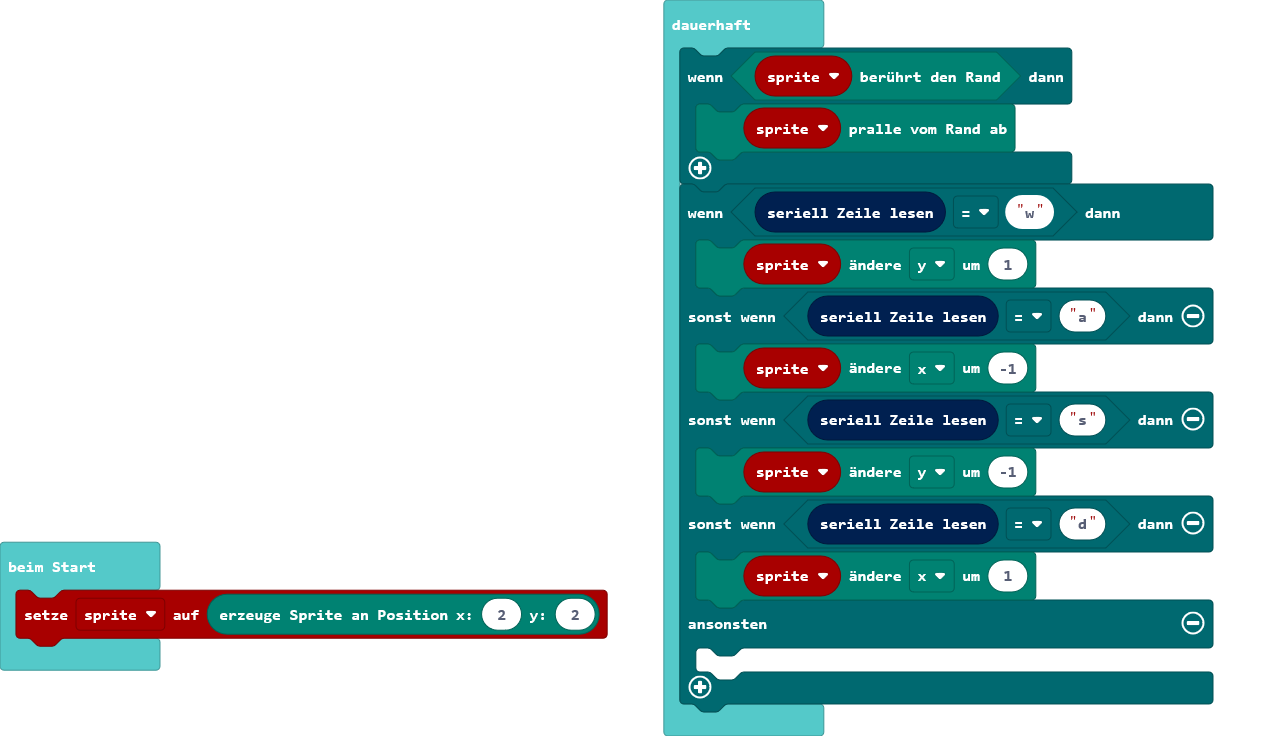 dauerhaft
wenn sprite berührt den Rand dann
sprite pralle vom Rand ab
wenn seriell Zeile lesen = "w" dann
sprite ändere y um 1
sonst wenn seriell Zeile lesen = "a" dann
sprite ändere x um -1
sonst wenn seriell Zeile lesen = "s" dann
sprite ändere y um -1
sonst wenn seriell Zeile lesen = "d" dann
sprite ändere x um 1
ansonsten
beim Start
setze sprite auf erzeuge Sprite an Position x: 2 y: 2